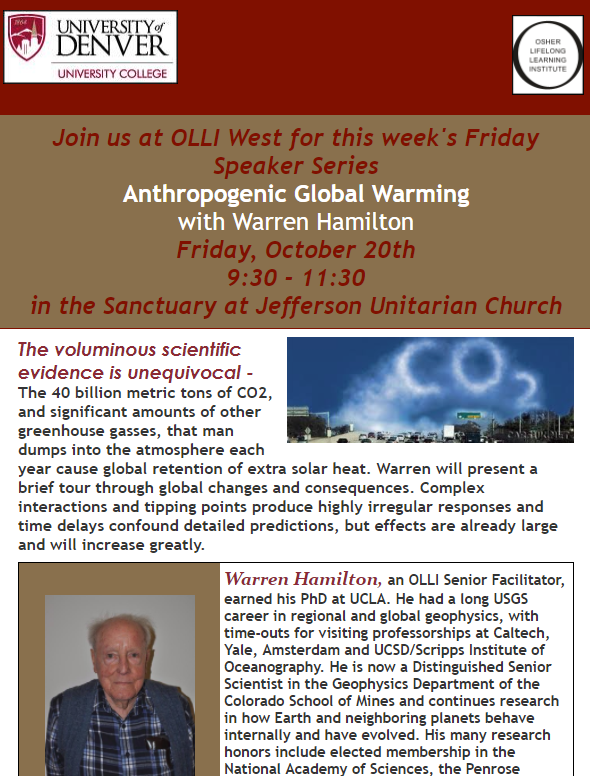 1864
UNIVERSITY OF
DENVER
UNIVERSITY COLLEGE
OSHER
LIFELONG
LEARNING
INSTITUTE
Join us at OLLI West for this week's Friday
Speaker Series
Anthropogenic Global Warming
with Warren Hamilton
Friday, October 20th
9:30 - 11:30
in the Sanctuary at Jefferson Unitarian Church
The voluminous scientific
evidence is unequivocal -
The 40 billion metric tons of CO2,
and significant amounts of other
greenhouse gasses, that man
dumps into the atmosphere each
year cause global retention of extra solar heat. Warren will present a
brief tour through global changes and consequences. Complex
interactions and tipping points produce highly irregular responses and
time delays confound detailed predictions, but effects are already large
and will increase greatly.
CO2
Warren Hamilton, an OLLI Senior Facilitator,
earned his PhD at UCLA. He had a long USGS
career in regional and global geophysics, with
time-outs for visiting professorships at Caltech,
Yale, Amsterdam and UCSD/Scripps Institute of
Oceanography. He is now a Distinguished Senior
Scientist in the Geophysics Department of the
Colorado School of Mines and continues research
in how Earth and neighboring planets behave
internally and have evolved. His many research
honors include elected membership in the
National Academy of Sciences, the Penrose